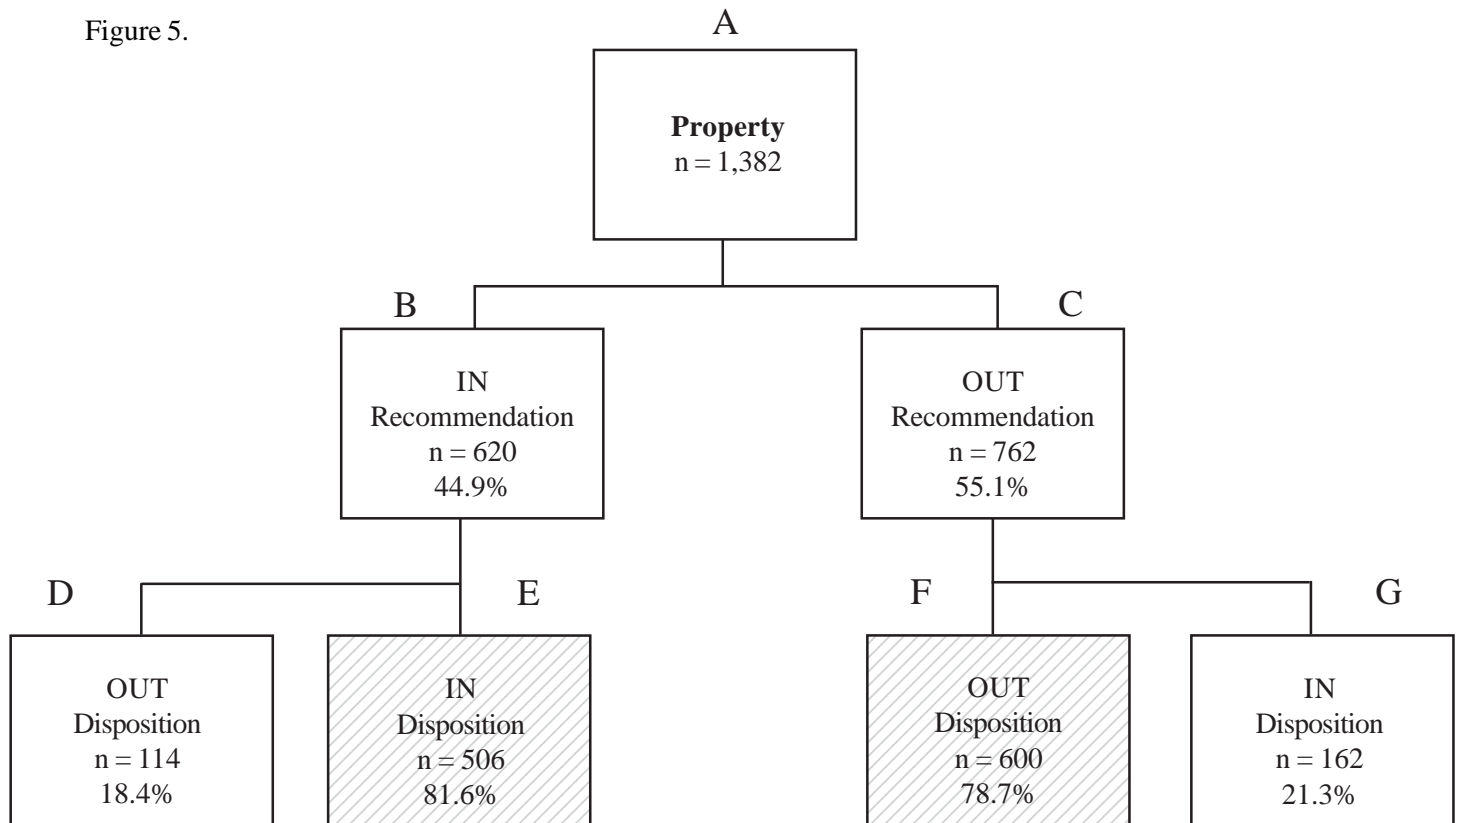 Figure 5.
A
Property
n = 1,382
B
IN
Recommendation
n = 620
44.9%
C
OUT
Recommendation
n = 762
55.1%
D
OUT
Disposition
n = 114
18.4%
E
IN
Disposition
n = 506
81.6%
F
OUT
Disposition
n = 600
78.7%
G
IN
Disposition
n = 162
21.3%